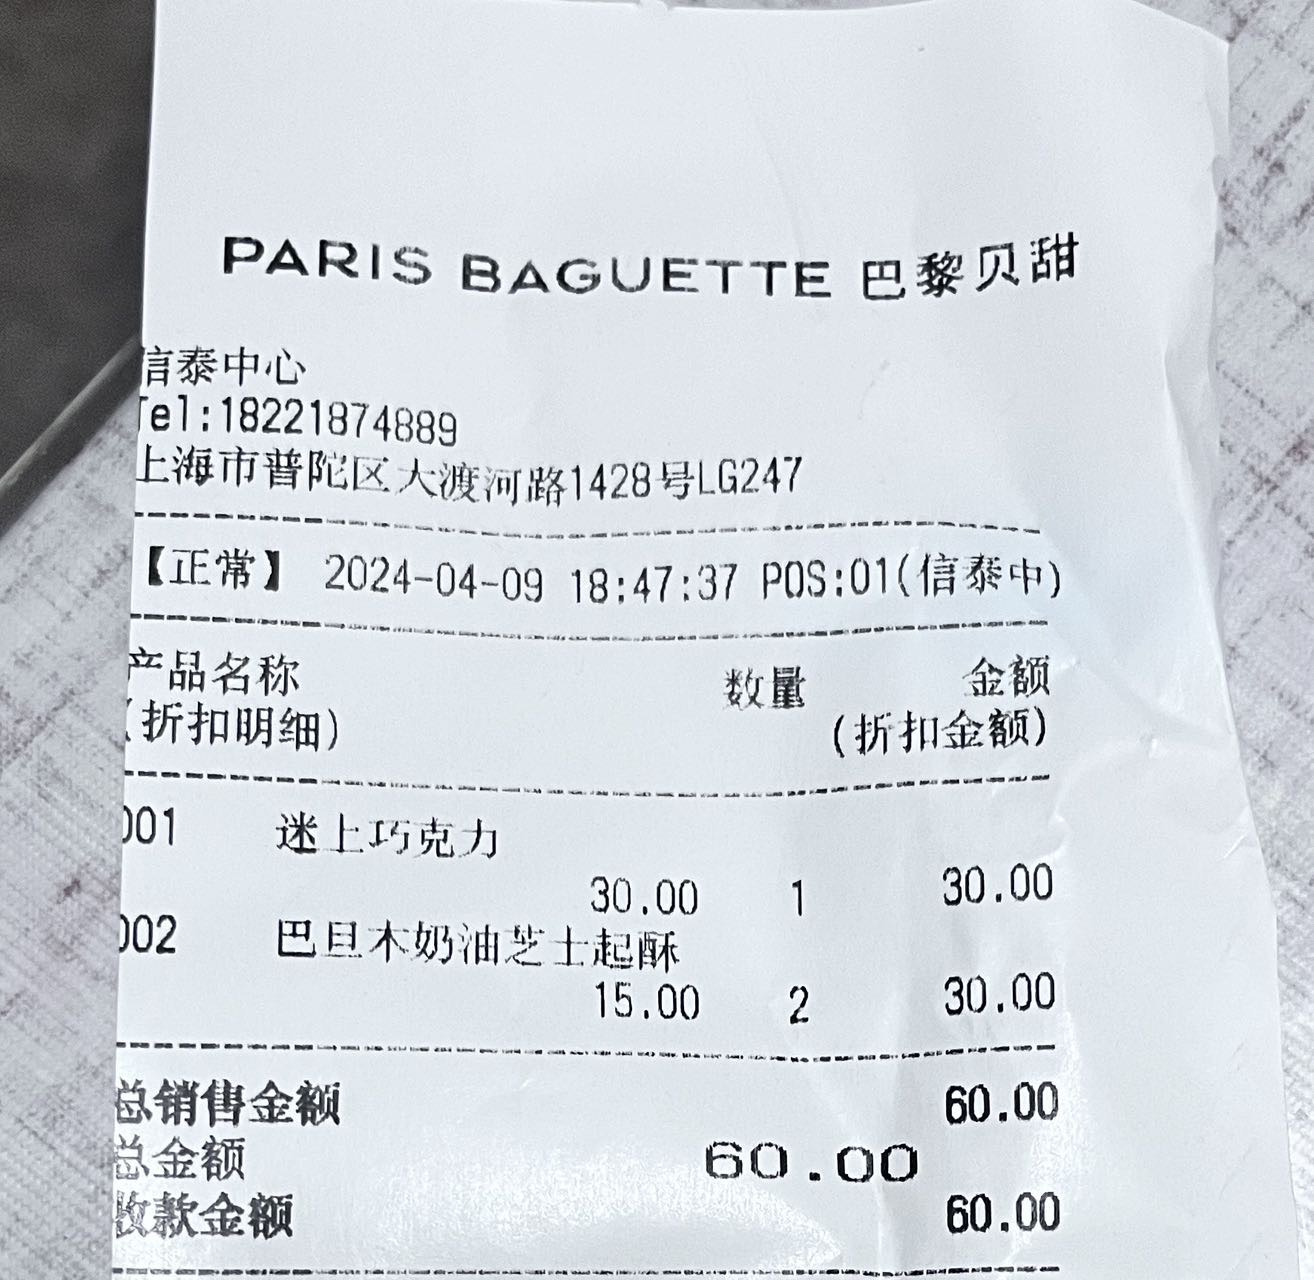 PARIS BAGUETTE 巴黎贝甜
信泰中心
Tel:18221874889
上海市普陀区大渡河路1428号LG247
【正常】 2024-04-09 18:47:37 POS:01(信泰中)
产品名称 数量 金额
(折扣明细) (折扣金额)
001 迷上巧克力
30.00 1 30.00
002 巴旦木奶油芝士起酥
15.00 2 30.00
总销售金额 60.00
总金额 60.00
收款金额 60.00